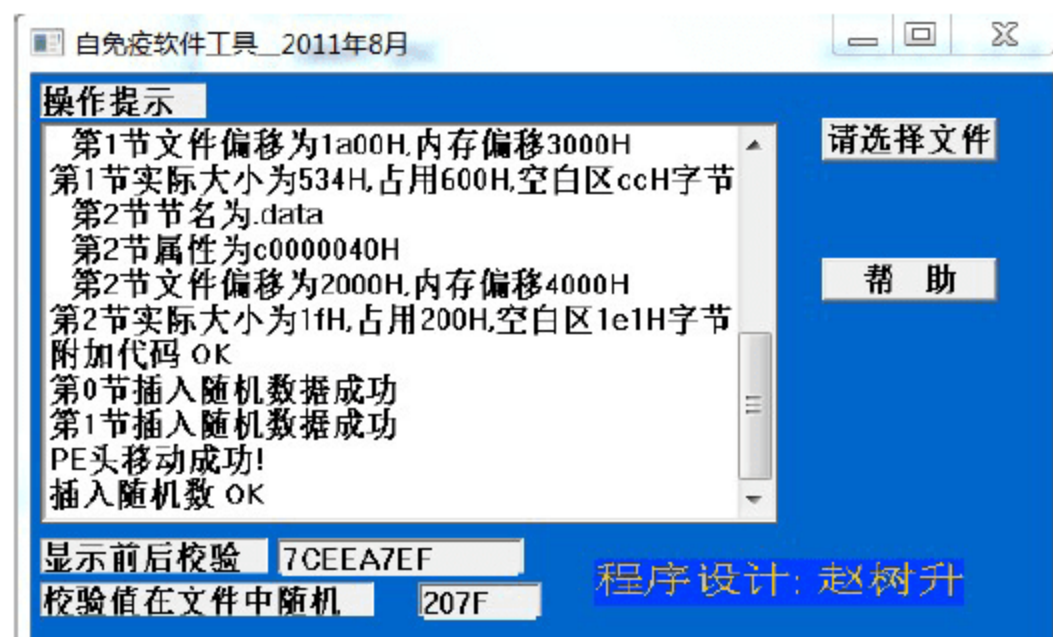 自免疫软件工具__2011年8月
操作提示
第1节文件偏移为1a00H,内存偏移3000H
第1节实际大小为534H,占用600H,空白区ccH字节
第2节节名为.data
第2节属性为c0000040H
第2节文件偏移为2000H,内存偏移4000H
第2节实际大小为1fH,占用200H,空白区1e1H字节
附加代码 OK
第0节插入随机数据成功
第1节插入随机数据成功
PE头移动成功!
插入随机数 OK
请选择文件
帮 助
显示前后校验 7CEEA7EF
校验值在文件中随机 207F
程序设计: 赵树升